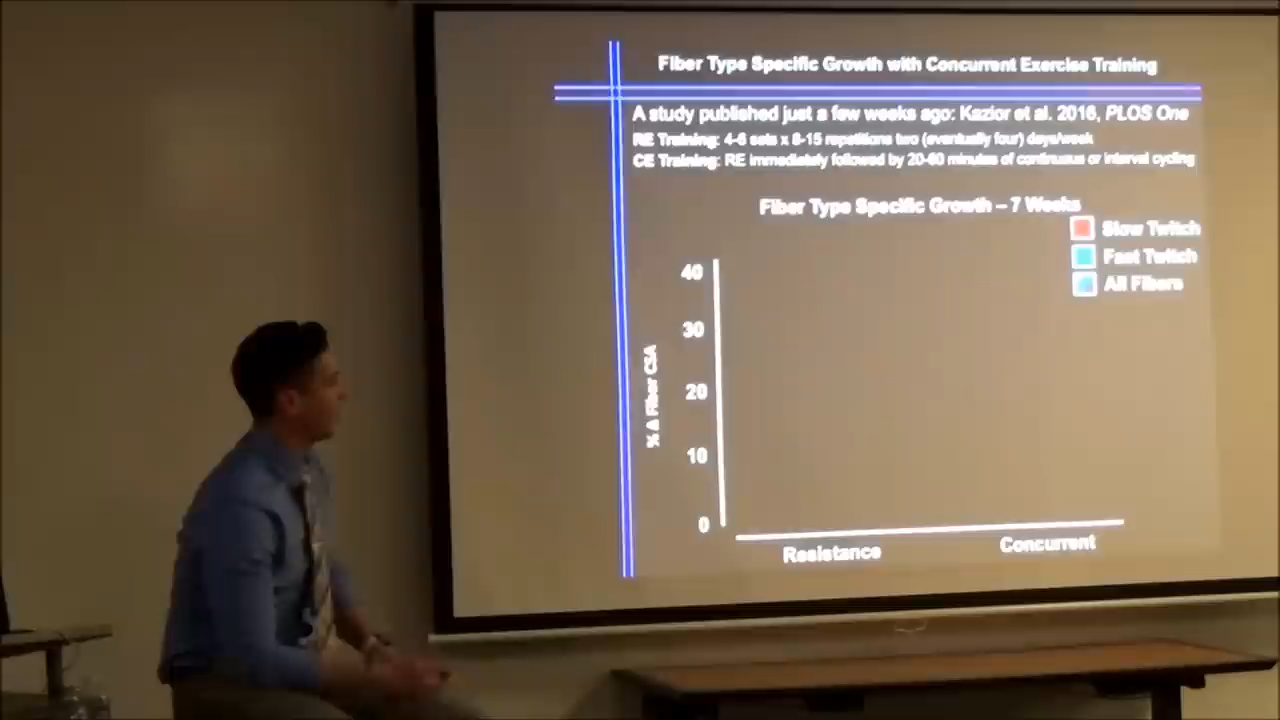 Fiber Type Specific Growth with Concurrent Exercise Training
A study published just a few weeks ago: Kazior et al. 2016, PLOS One
RE Training: 4-6 sets x 8-15 repetitions two (eventually four) days/week
CE Training: RE immediately followed by 20-60 minutes of continuous or interval cycling
Fiber Type Specific Growth – 7 Weeks
Slow Twitch
Fast Twitch
All Fibers
40
30
20
10
0
% Δ Fiber CSA
Resistance
Concurrent